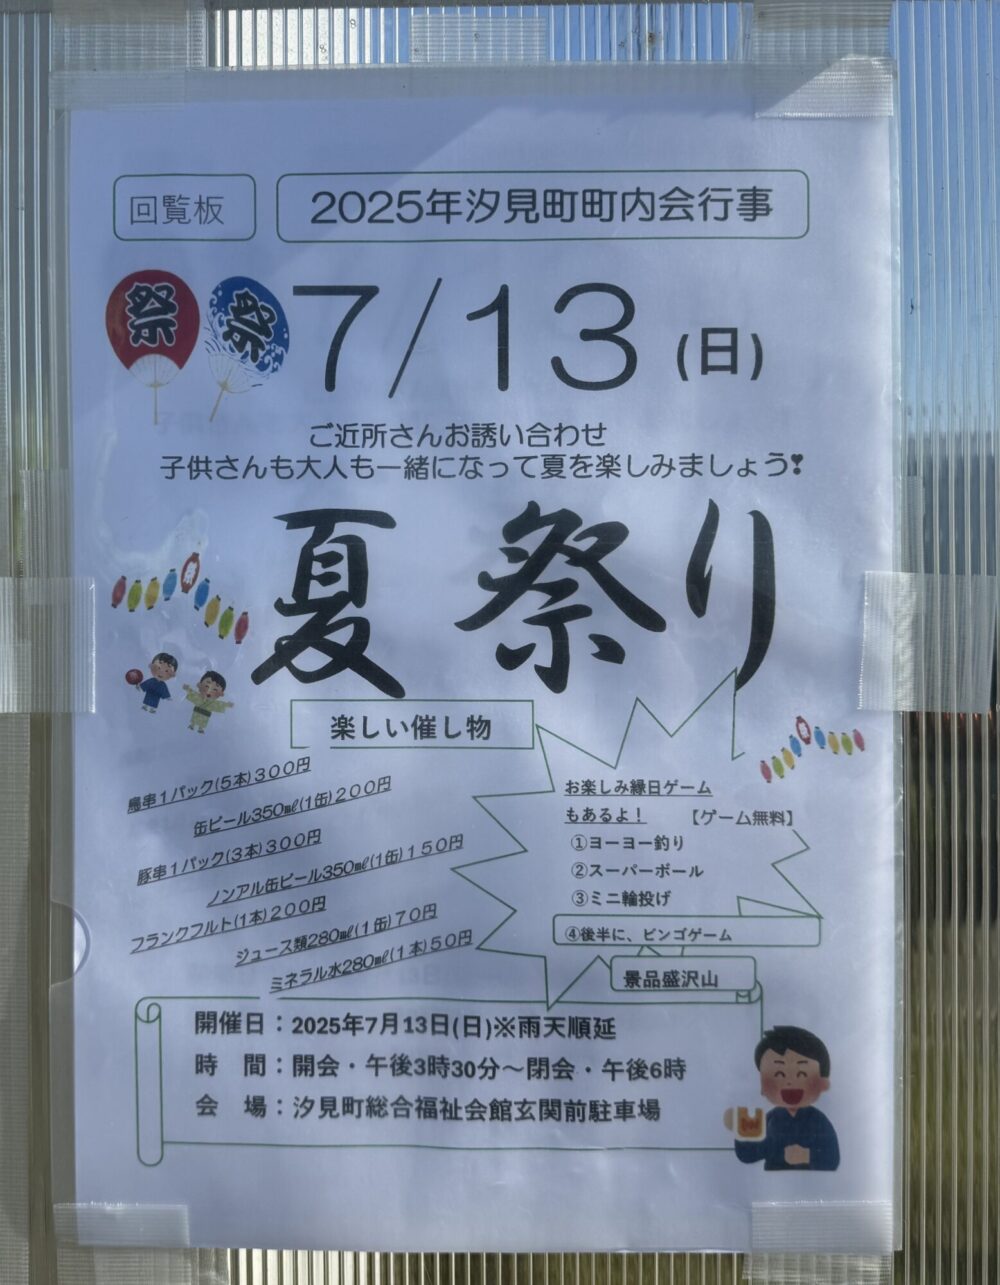 回覧板
2025年汐見町町内会行事
祭
祭
7/13(日)
ご近所さんお誘い合わせ
子供さんも大人も一緒になって夏を楽しみましょう❣
夏祭り
祭
楽しい催し物
鳥串1パック(5本)300円
缶ビール350㎖(1缶)200円
豚串1パック(3本)300円
ノンアル缶ビール350㎖(1缶)150円
フランクフルト(1本)200円
ジュース類280㎖(1缶)70円
ミネラル水280㎖(1本)50円
お楽しみ縁日ゲーム
もあるよ！ 【ゲーム無料】
①ヨーヨー釣り
②スーパーボール
③ミニ輪投げ
④後半に、ビンゴゲーム
景品盛沢山
開催日：2025年7月13日(日)※雨天順延
時　間：開会・午後3時30分～閉会・午後6時
会　場：汐見町総合福祉会館玄関前駐車場